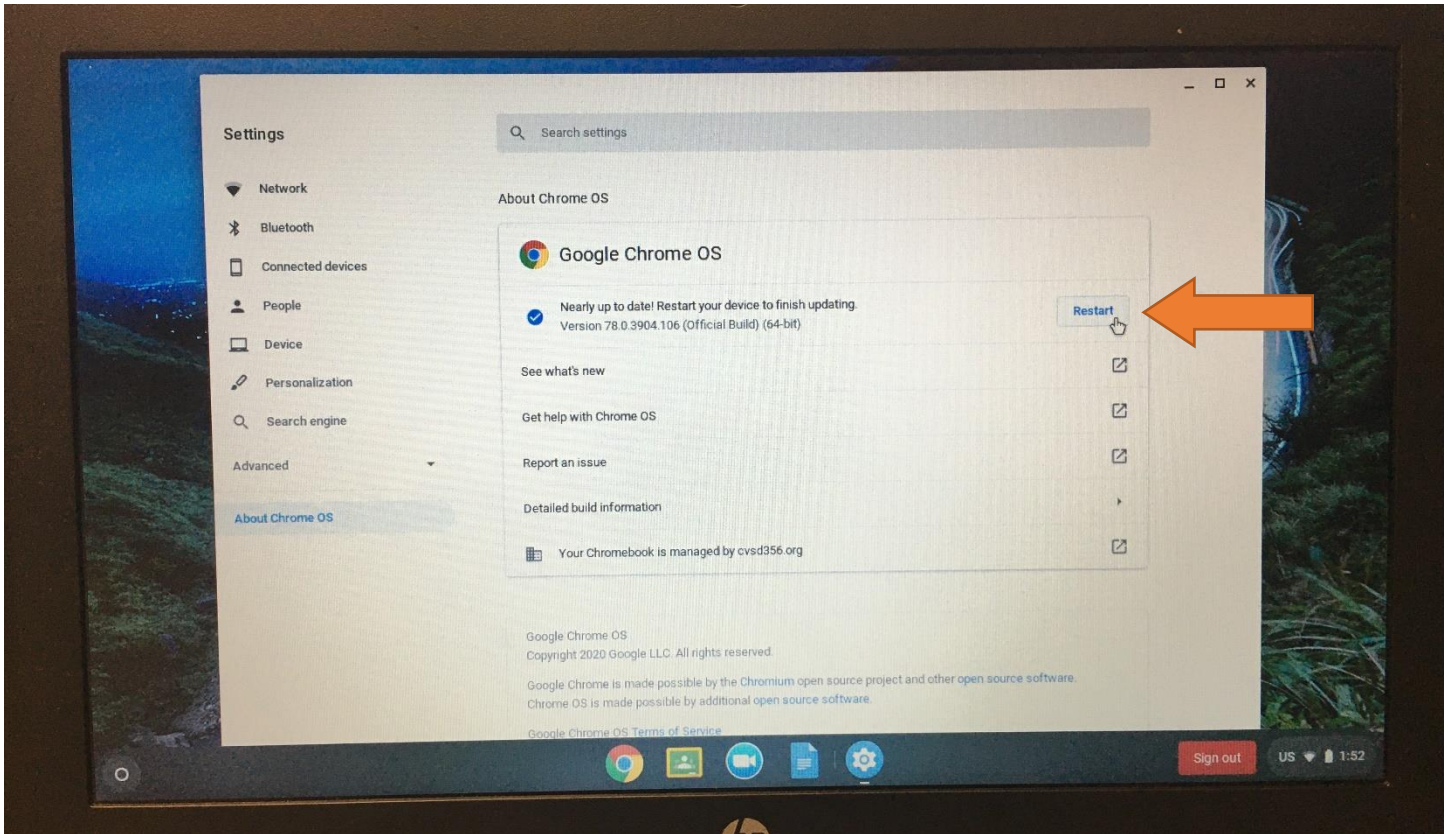 Settings
Search settings
Network
Bluetooth
Connected devices
People
Device
Personalization
Search engine
Advanced
About Chrome OS
About Chrome OS
Google Chrome OS
Nearly up to date! Restart your device to finish updating.
Version 78.0.3904.106 (Official Build) (64-bit)
Restart
See what's new
Get help with Chrome OS
Report an issue
Detailed build information
Your Chromebook is managed by cvsd356.org
Google Chrome OS
Copyright 2020 Google LLC. All rights reserved.
Google Chrome is made possible by the Chromium open source project and other open source software.
Chrome OS is made possible by additional open source software.
Google Chrome OS Terms of Service
Sign out
US 1:52
hp